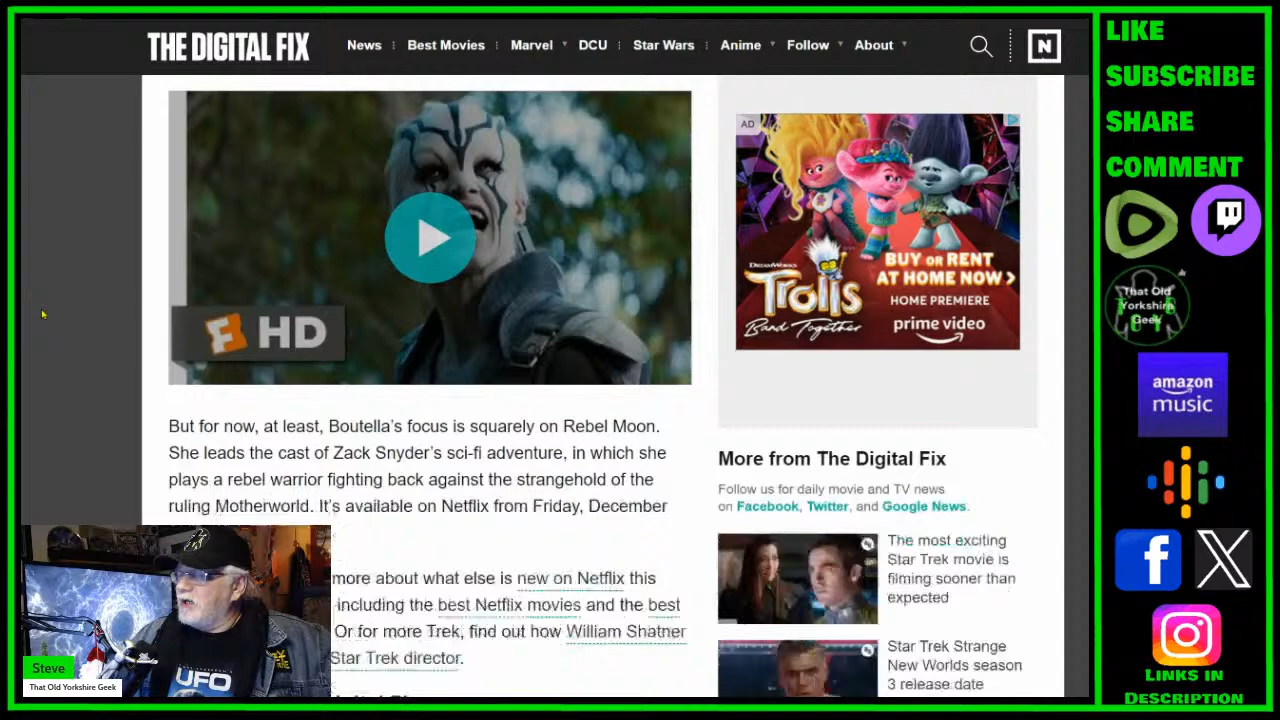 THE DIGITAL FIX
News
Best Movies
Marvel
DCU
Star Wars
Anime
Follow
About
N
HD
AD
DREAMWORKS
Trolls
Band Together
BUY OR RENT
AT HOME NOW >
HOME PREMIERE
prime video
But for now, at least, Boutella's focus is squarely on Rebel Moon.
She leads the cast of Zack Snyder's sci-fi adventure, in which she
plays a rebel warrior fighting back against the stranglehold of the
ruling Motherworld. It's available on Netflix from Friday, December
more about what else is new on Netflix this
including the best Netflix movies and the best
Or for more Trek, find out how William Shatner
Star Trek director.
More from The Digital Fix
Follow us for daily movie and TV news
on Facebook, Twitter, and Google News.
The most exciting
Star Trek movie is
filming sooner than
expected
Star Trek Strange
New Worlds season
3 release date
UFO
Steve
That Old Yorkshire Geek
LIKE
SUBSCRIBE
SHARE
COMMENT
That Old
Yorkshire
Geek
amazon
music
LINKS IN
DESCRIPTION